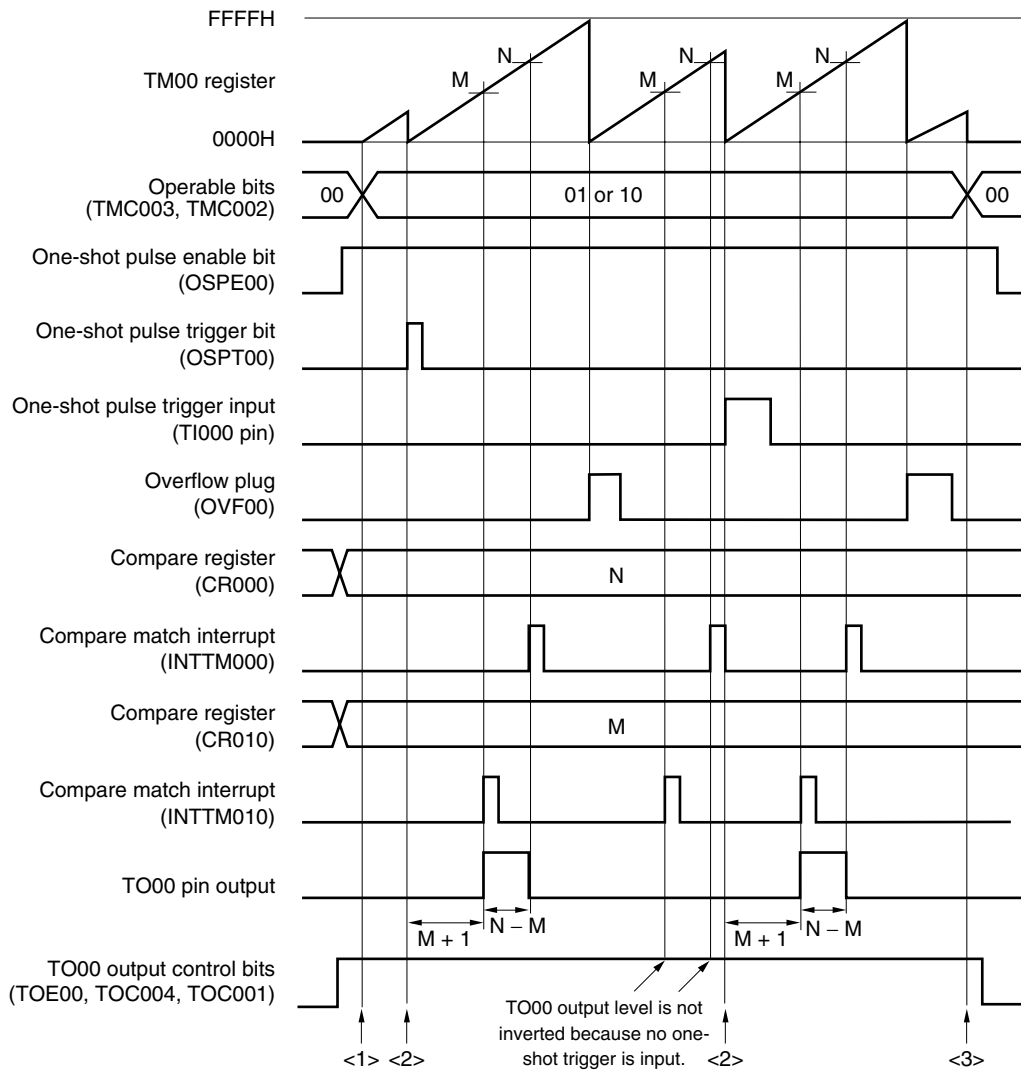 FFFFH
TM00 register
0000H
M
N
M
N
M
N
Operable bits
(TMC003, TMC002)
00
01 or 10
00
One-shot pulse enable bit
(OSPE00)
One-shot pulse trigger bit
(OSPT00)
One-shot pulse trigger input
(TI000 pin)
Overflow plug
(OVF00)
Compare register
(CR000)
N
Compare match interrupt
(INTTM000)
Compare register
(CR010)
M
Compare match interrupt
(INTTM010)
TO00 pin output
M + 1
N − M
M + 1
N − M
TO00 output control bits
(TOE00, TOC004, TOC001)
TO00 output level is not
inverted because no one-
shot trigger is input.
<1>
<2>
<2>
<3>